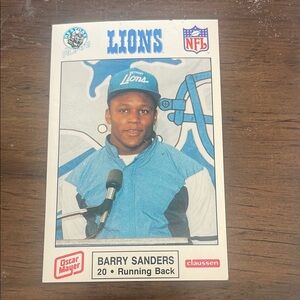 LIONS
NFL
Lions
Oscar Mayer
BARRY SANDERS
20 • Running Back
claussen